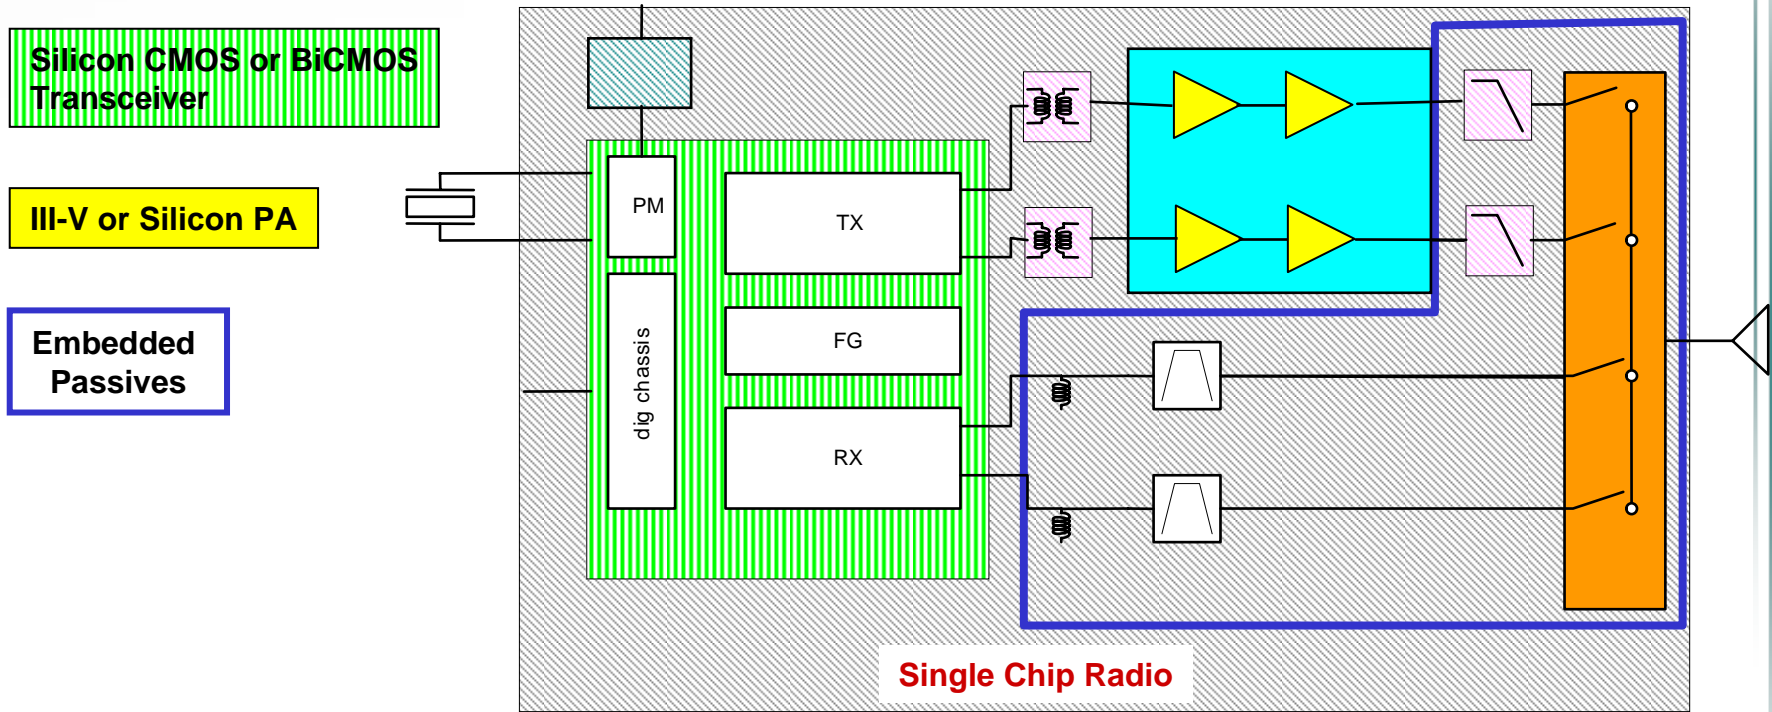 Silicon CMOS or BiCMOS
Transceiver
III-V or Silicon PA
Embedded
Passives
PM
TX
FG
dig chassis
RX
Single Chip Radio